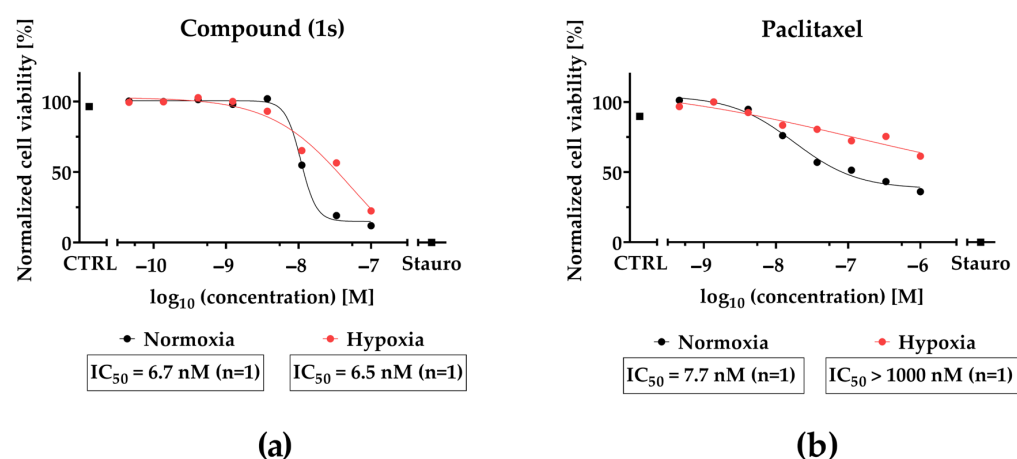 Compound (1s)
Normalized cell viability [%]
100
50
0
CTRL
–10
–9
–8
–7
Stauro
log10 (concentration) [M]
Normoxia
Hypoxia
IC50 = 6.7 nM (n=1)
IC50 = 6.5 nM (n=1)
(a)
Paclitaxel
Normalized cell viability [%]
100
50
0
CTRL
–9
–8
–7
–6
Stauro
log10 (concentration) [M]
Normoxia
Hypoxia
IC50 = 7.7 nM (n=1)
IC50 > 1000 nM (n=1)
(b)